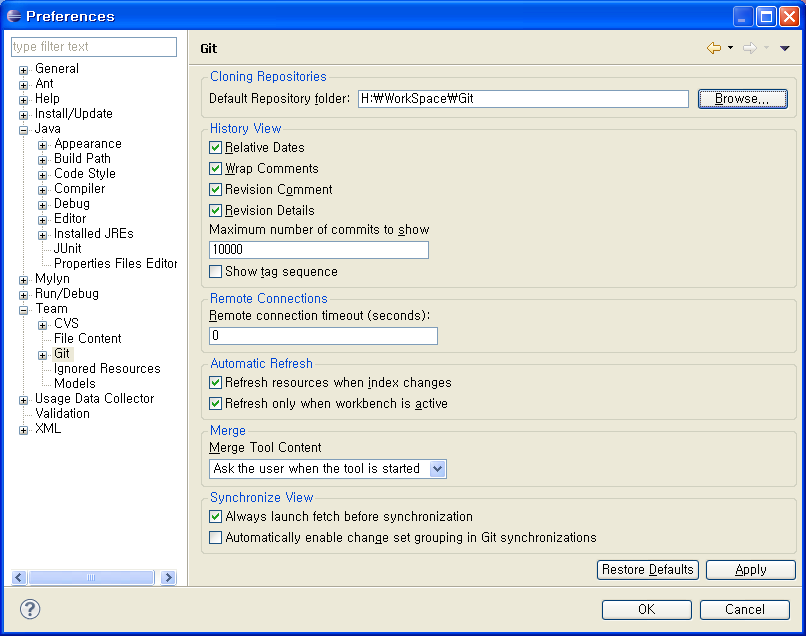 Preferences
type filter text
General
Ant
Help
Install/Update
Java
Appearance
Build Path
Code Style
Compiler
Debug
Editor
Installed JREs
JUnit
Properties Files Editor
Mylyn
Run/Debug
Team
CVS
File Content
Git
Ignored Resources
Models
Usage Data Collector
Validation
XML
Git
Cloning Repositories
Default Repository folder: H:₩WorkSpace₩Git Browse...
History View
Relative Dates
Wrap Comments
Revision Comment
Revision Details
Maximum number of commits to show
10000
Show tag sequence
Remote Connections
Remote connection timeout (seconds):
0
Automatic Refresh
Refresh resources when index changes
Refresh only when workbench is active
Merge
Merge Tool Content
Ask the user when the tool is started
Synchronize View
Always launch fetch before synchronization
Automatically enable change set grouping in Git synchronizations
Restore Defaults Apply
? OK Cancel